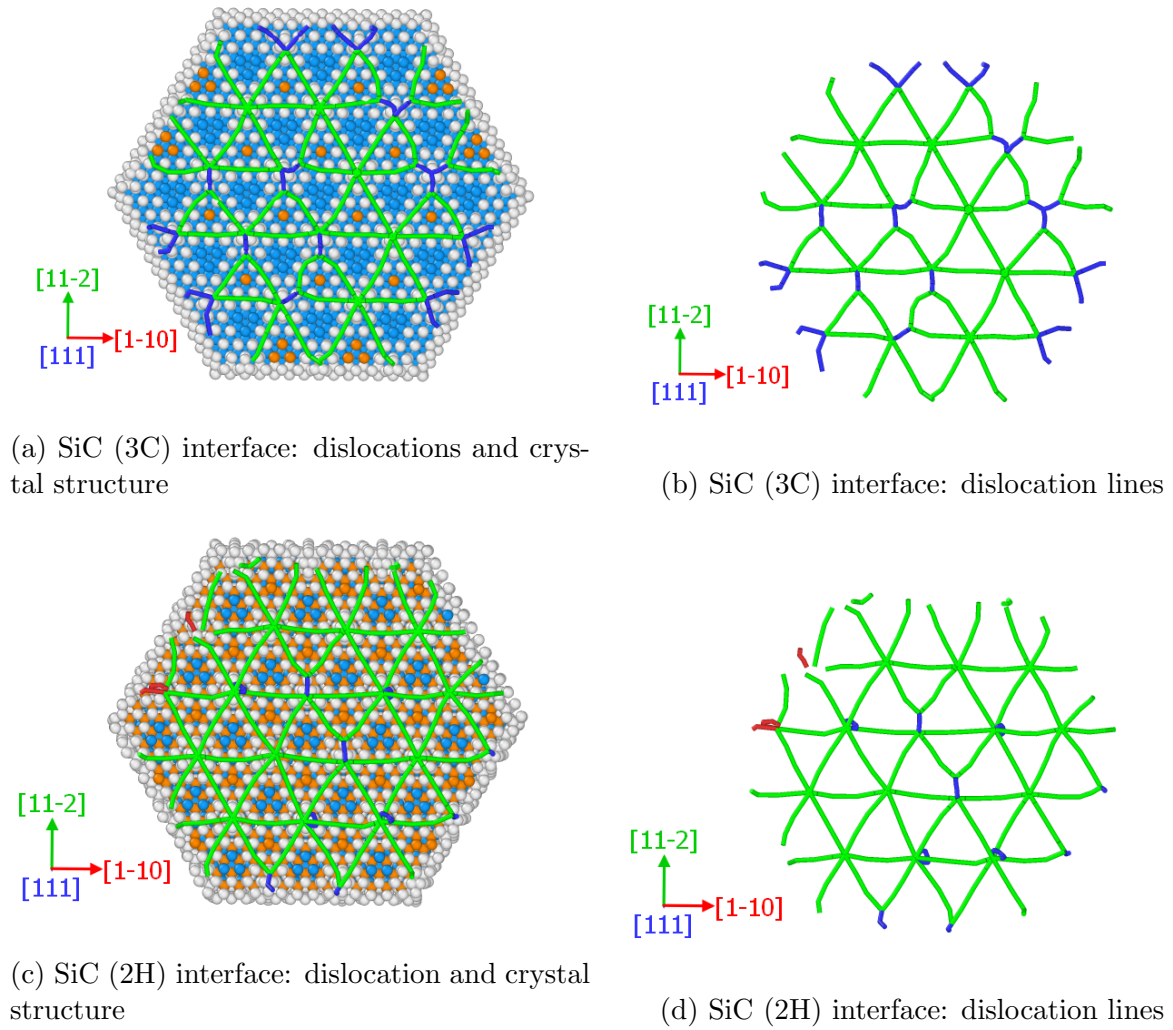 [11-2]
[1-10]
[111]
[11-2]
[1-10]
[111]
(a) SiC (3C) interface: dislocations and crys-
tal structure
(b) SiC (3C) interface: dislocation lines
[11-2]
[1-10]
[111]
[11-2]
[1-10]
[111]
(c) SiC (2H) interface: dislocation and crystal
structure
(d) SiC (2H) interface: dislocation lines